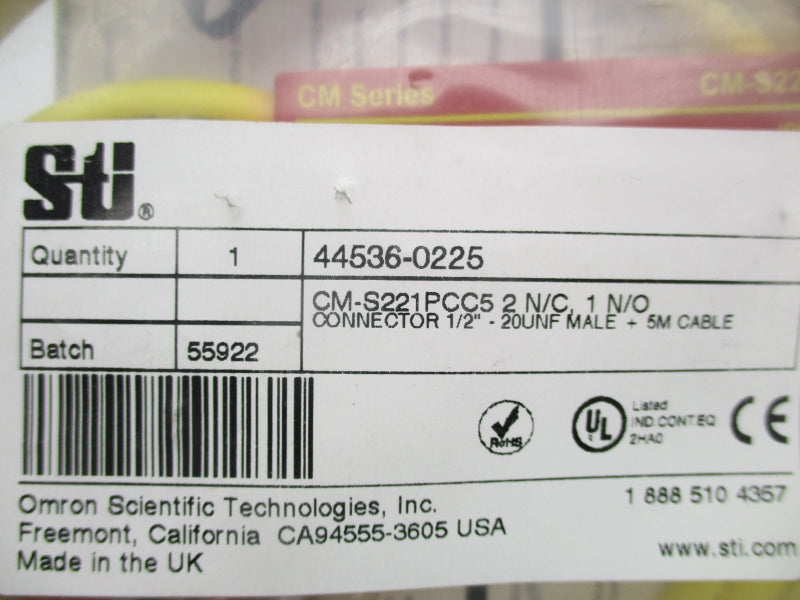 CM Series CM-S22
sti®
Quantity 1 44536-0225
CM-S221PCC5 2 N/C, 1 N/O
CONNECTOR 1/2" - 20UNF MALE + 5M CABLE
Batch 55922
RoHS
UL
Listed
IND.CONT.EQ
2HA0
CE
Omron Scientific Technologies, Inc.
1 888 510 4357
Freemont, California CA94555-3605 USA
Made in the UK
www.sti.com